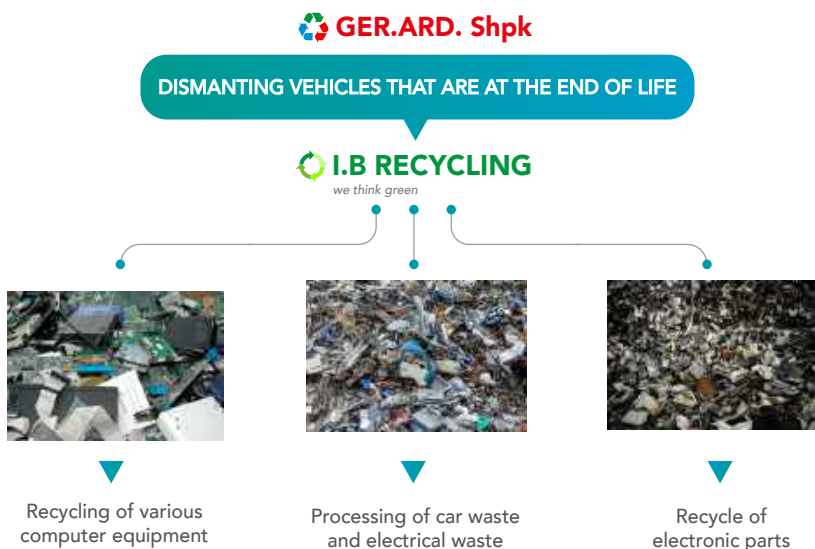 GER.ARD. Shpk
DISMANTING VEHICLES THAT ARE AT THE END OF LIFE
I.B RECYCLING
we think green
Recycling of various
computer equipment
Processing of car waste
and electrical waste
Recycle of
electronic parts